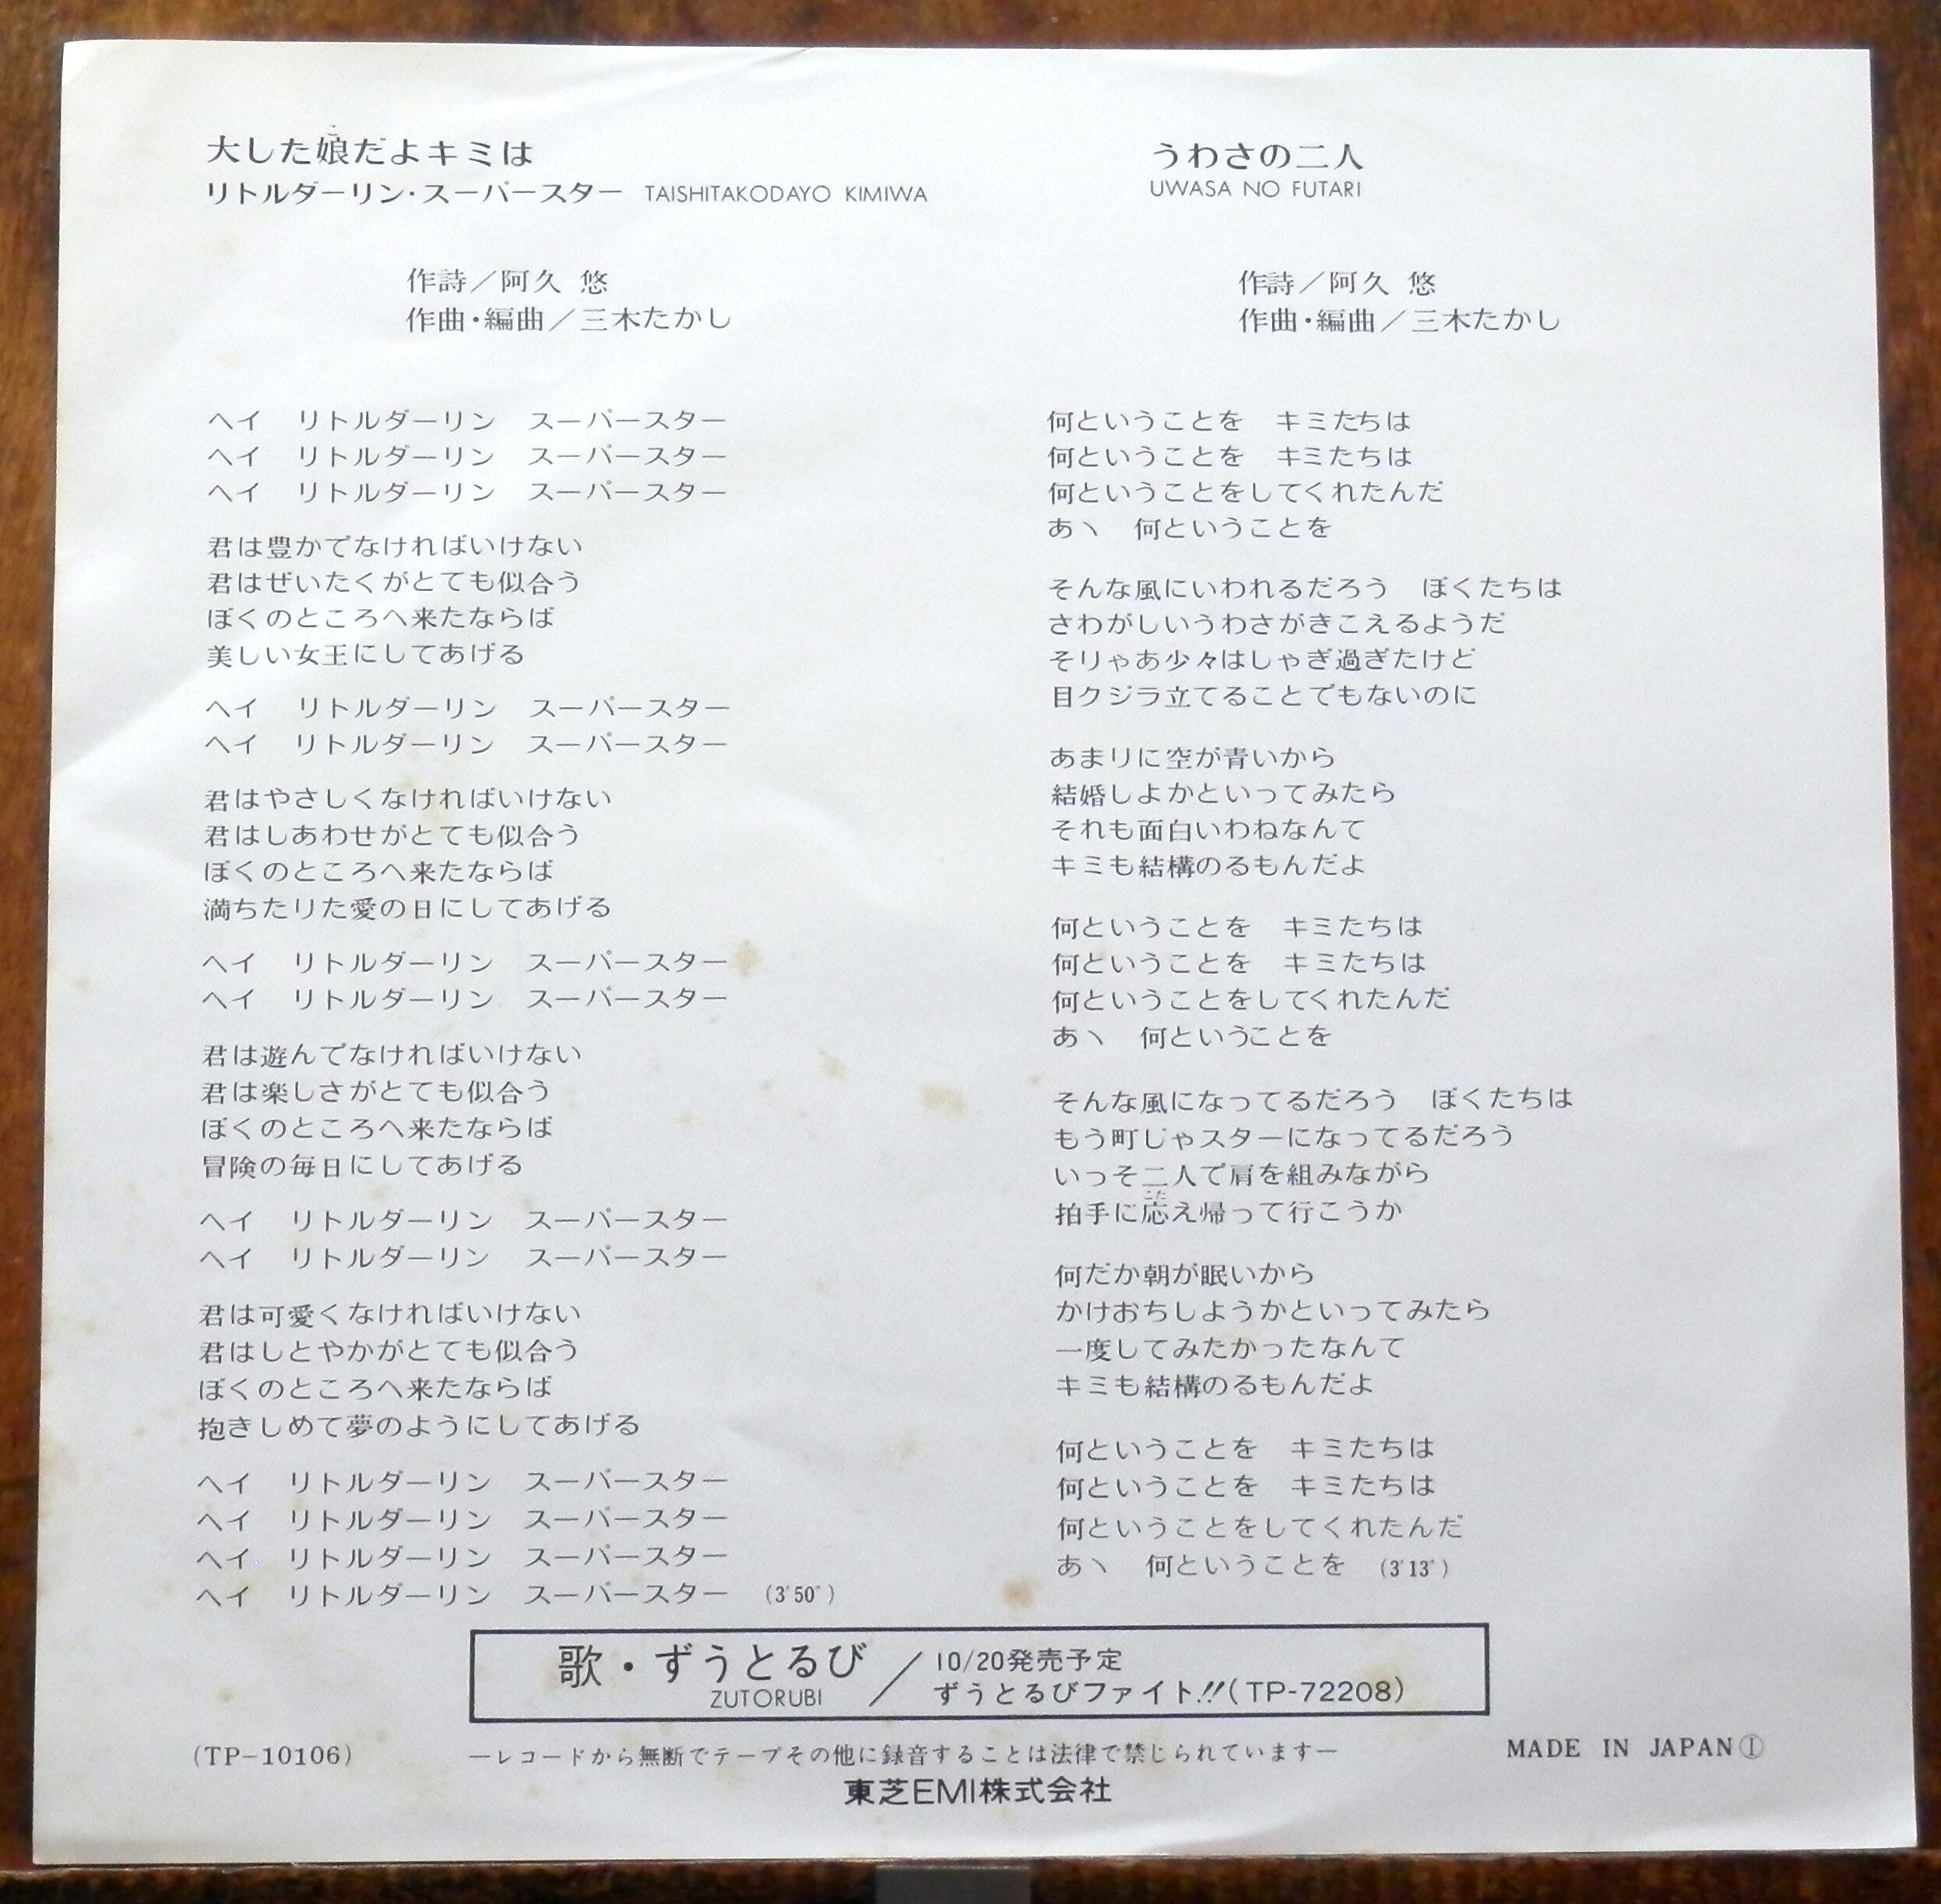 大した娘だよキミは
リトルダーリン・スーパースター TAISHITAKODAYO KIMIWA
作詩／阿久 悠
作曲・編曲／三木たかし
ヘイ　リトルダーリン　スーパースター
ヘイ　リトルダーリン　スーパースター
ヘイ　リトルダーリン　スーパースター
君は豊かでなければいけない
君はぜいたくがとても似合う
ぼくのところへ来たならば
美しい女王にしてあげる
ヘイ　リトルダーリン　スーパースター
ヘイ　リトルダーリン　スーパースター
君はやさしくなければいけない
君はしあわせがとても似合う
ぼくのところへ来たならば
満ちたりた愛の日にしてあげる
ヘイ　リトルダーリン　スーパースター
ヘイ　リトルダーリン　スーパースター
君は遊んでなければいけない
君は楽しさがとても似合う
ぼくのところへ来たならば
冒険の毎日にしてあげる
ヘイ　リトルダーリン　スーパースター
ヘイ　リトルダーリン　スーパースター
君は可愛くなければいけない
君はしとやかがとても似合う
ぼくのところへ来たならば
抱きしめて夢のようにしてあげる
ヘイ　リトルダーリン　スーパースター
ヘイ　リトルダーリン　スーパースター
ヘイ　リトルダーリン　スーパースター
ヘイ　リトルダーリン　スーパースター　(3′50″)
うわさの二人
UWASA NO FUTARI
作詩／阿久 悠
作曲・編曲／三木たかし
何ということを　キミたちは
何ということを　キミたちは
何ということをしてくれたんだ
あヽ　何ということを
そんな風にいわれるだろう　ぼくたちは
さわがしいうわさがきこえるようだ
そりゃあ少々はしゃぎ過ぎたけど
目クジラ立てることでもないのに
あまりに空が青いから
結婚しよかといってみたら
それも面白いわねなんて
キミも結構のるもんだよ
何ということを　キミたちは
何ということを　キミたちは
何ということをしてくれたんだ
あヽ　何ということを
そんな風になってるだろう　ぼくたちは
もう町じゃスターになってるだろう
いっそ二人で肩を組みながら
拍手に応え帰って行こうか
何だか朝が眠いから
かけおちしようかといってみたら
一度してみたかったなんて
キミも結構のるもんだよ
何ということを　キミたちは
何ということを　キミたちは
何ということをしてくれたんだ
あヽ　何ということを　(3′13″)
歌・ずうとるび／10/20発売予定
ZUTORUBI ずうとるびファイト!!(TP-72208)
(TP-10106) ―レコードから無断でテープその他に録音することは法律で禁じられています― MADE IN JAPAN Ⓘ
東芝EMI株式会社